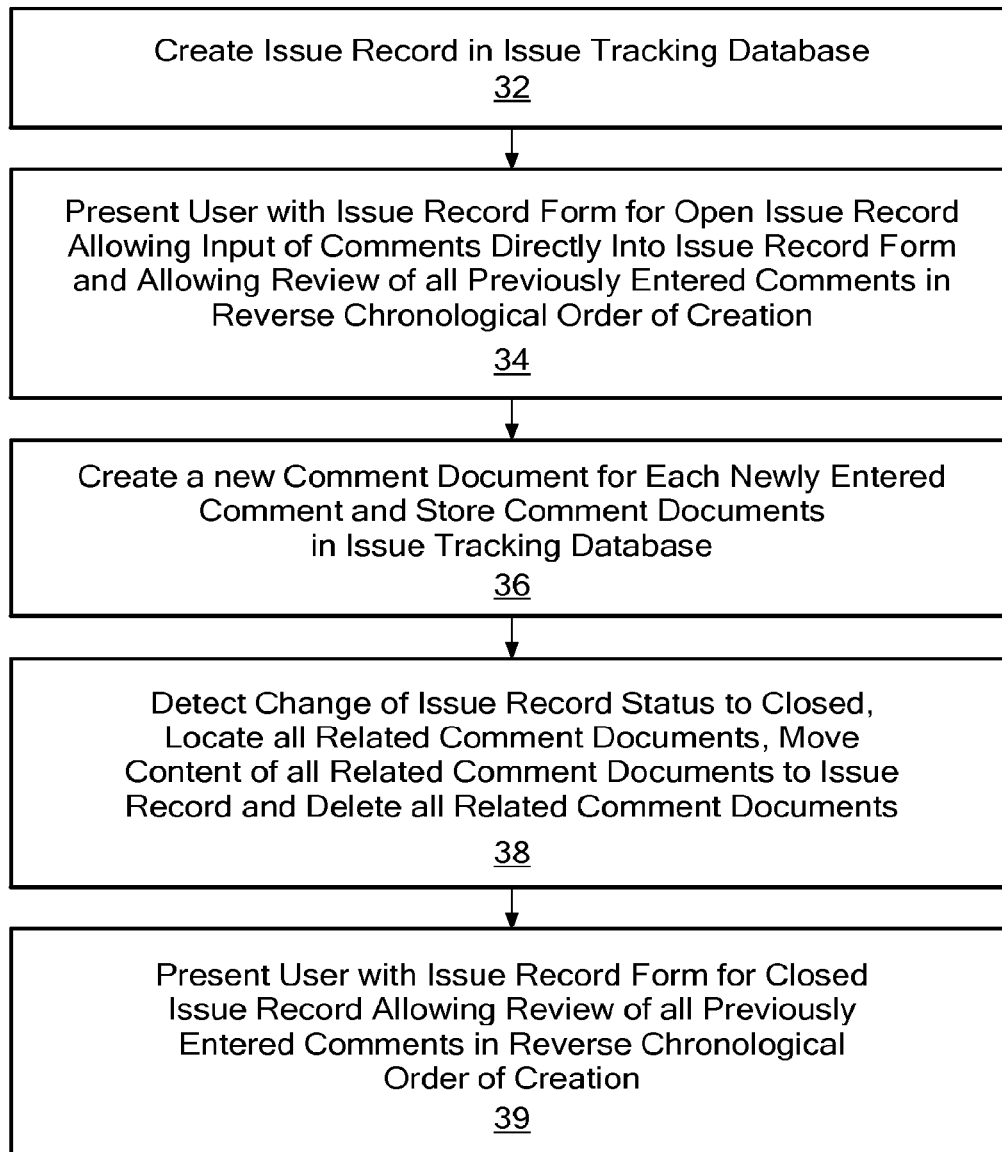 Create Issue Record in Issue Tracking Database
32
Present User with Issue Record Form for Open Issue Record
Allowing Input of Comments Directly Into Issue Record Form
and Allowing Review of all Previously Entered Comments in
Reverse Chronological Order of Creation
34
Create a new Comment Document for Each Newly Entered
Comment and Store Comment Documents
in Issue Tracking Database
36
Detect Change of Issue Record Status to Closed,
Locate all Related Comment Documents, Move
Content of all Related Comment Documents to Issue
Record and Delete all Related Comment Documents
38
Present User with Issue Record Form for Closed
Issue Record Allowing Review of all Previously
Entered Comments in Reverse Chronological
Order of Creation
39